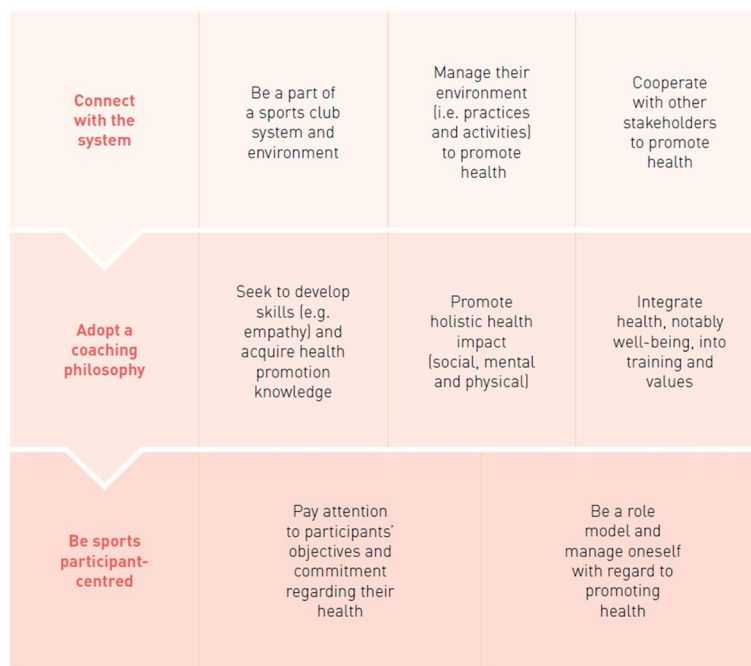 Connect
with the
system
Be a part of
a sports club
system and
environment
Manage their
environment
(i.e. practices
and activities)
to promote
health
Cooperate
with other
stakeholders
to promote
health
Adopt a
coaching
philosophy
Seek to develop
skills (e.g.
empathy) and
acquire health
promotion
knowledge
Promote
holistic health
impact
(social, mental
and physical)
Integrate
health, notably
well-being, into
training and
values
Be sports
participant-
centred
Pay attention
to participants'
objectives and
commitment
regarding their
health
Be a role
model and
manage oneself
with regard to
promoting
health